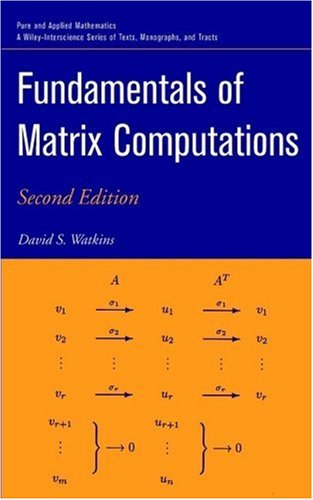 Pure and Applied Mathematics
A Wiley-Interscience Series of Texts, Monographs, and Tracts
Fundamentals of
Matrix Computations
Second Edition
David S. Watkins
A Aᵀ
v₁ σ₁→ u₁ σ₁→ v₁
v₂ σ₂→ u₂ σ₂→ v₂
⋮ ⋮ ⋮ ⋮ ⋮
vᵣ σᵣ→ uᵣ σᵣ→ vᵣ
vᵣ₊₁ uᵣ₊₁
⋮ } → 0 ⋮ } → 0
vₘ uₙ